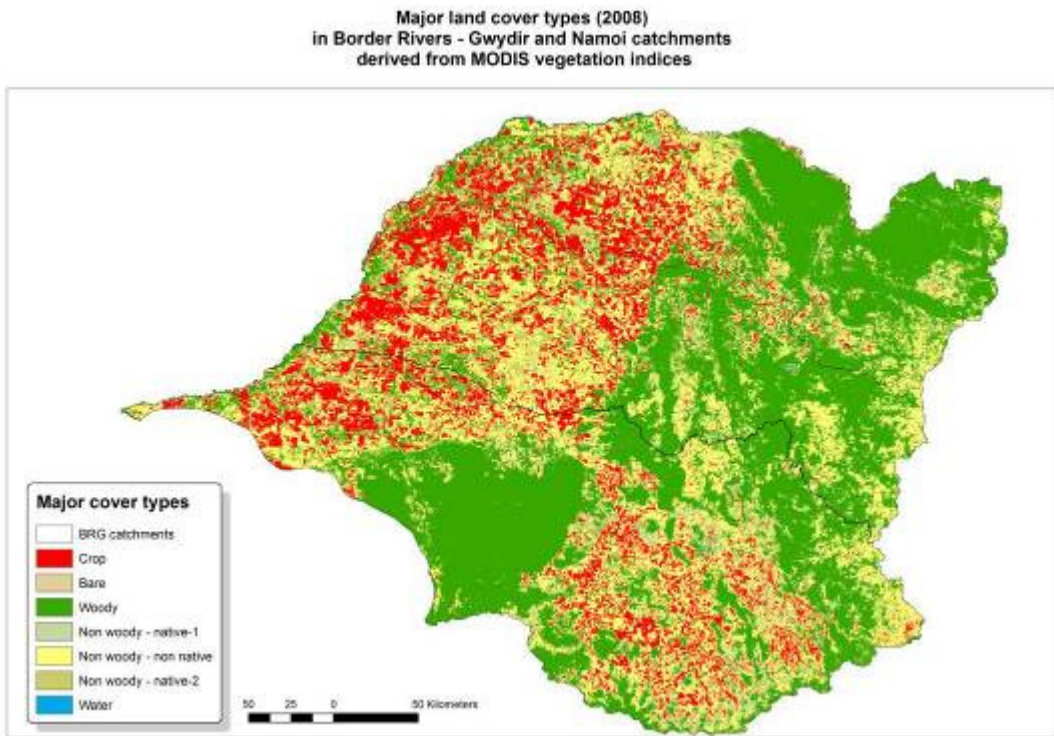 Major land cover types (2008)
in Border Rivers - Gwydir and Namoi catchments
derived from MODIS vegetation indices
Major cover types
BRG catchments
Crop
Bare
Woody
Non woody - native-1
Non woody - non native
Non woody - native-2
Water
50 25 0 50 Kilometers